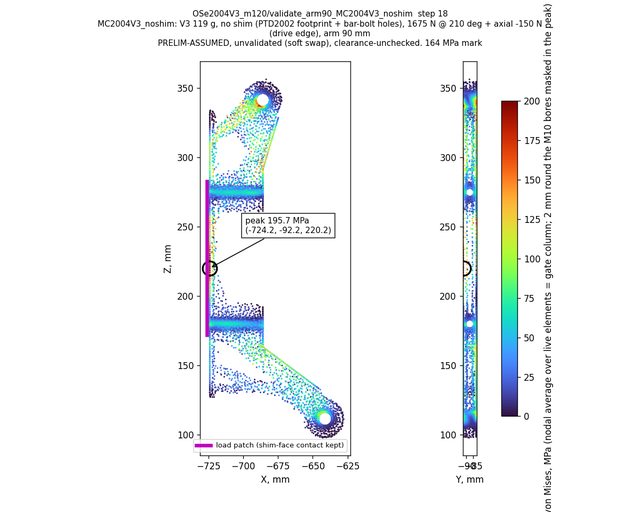 OSe2004V3_m120/validate_arm90_MC2004V3_noshim step 18
MC2004V3_noshim: V3 119 g, no shim (PTD2002 footprint + bar-bolt holes), 1675 N @ 210 deg + axial -150 N
(drive edge), arm 90 mm
PRELIM-ASSUMED, unvalidated (soft swap), clearance-unchecked. 164 MPa mark
350
300
250
200
150
100
Z, mm
peak 195.7 MPa
(-724.2, -92.2, 220.2)
load patch (shim-face contact kept)
−725 −700 −675 −650 −625
X, mm
350
300
250
200
150
100
Y, mm
200
175
150
125
100
75
50
25
0
von Mises, MPa (nodal average over live elements = gate column; 2 mm round the M10 bores masked in the peak)